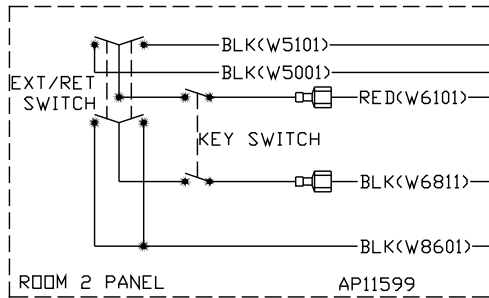 BLK(W5101)
BLK(W5001)
EXT/RET
SWITCH
RED(W6101)
KEY SWITCH
BLK(W6811)
BLK(W8601)
ROOM 2 PANEL
AP11599